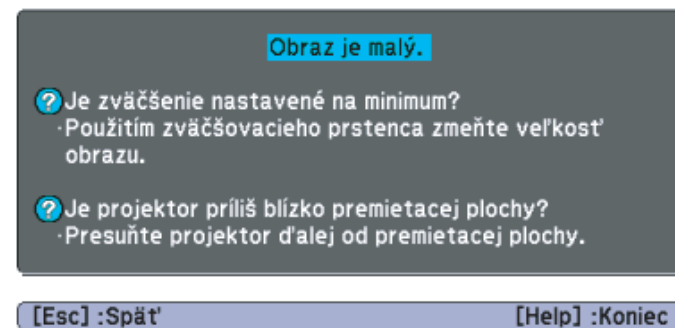 Obraz je malý.
?Je zväčšenie nastavené na minimum?
·Použitím zväčšovacieho prstenca zmeňte veľkosť
obrazu.
?Je projektor príliš blízko premietacej plochy?
·Presuňte projektor ďalej od premietacej plochy.
[Esc] :Späť
[Help] :Koniec